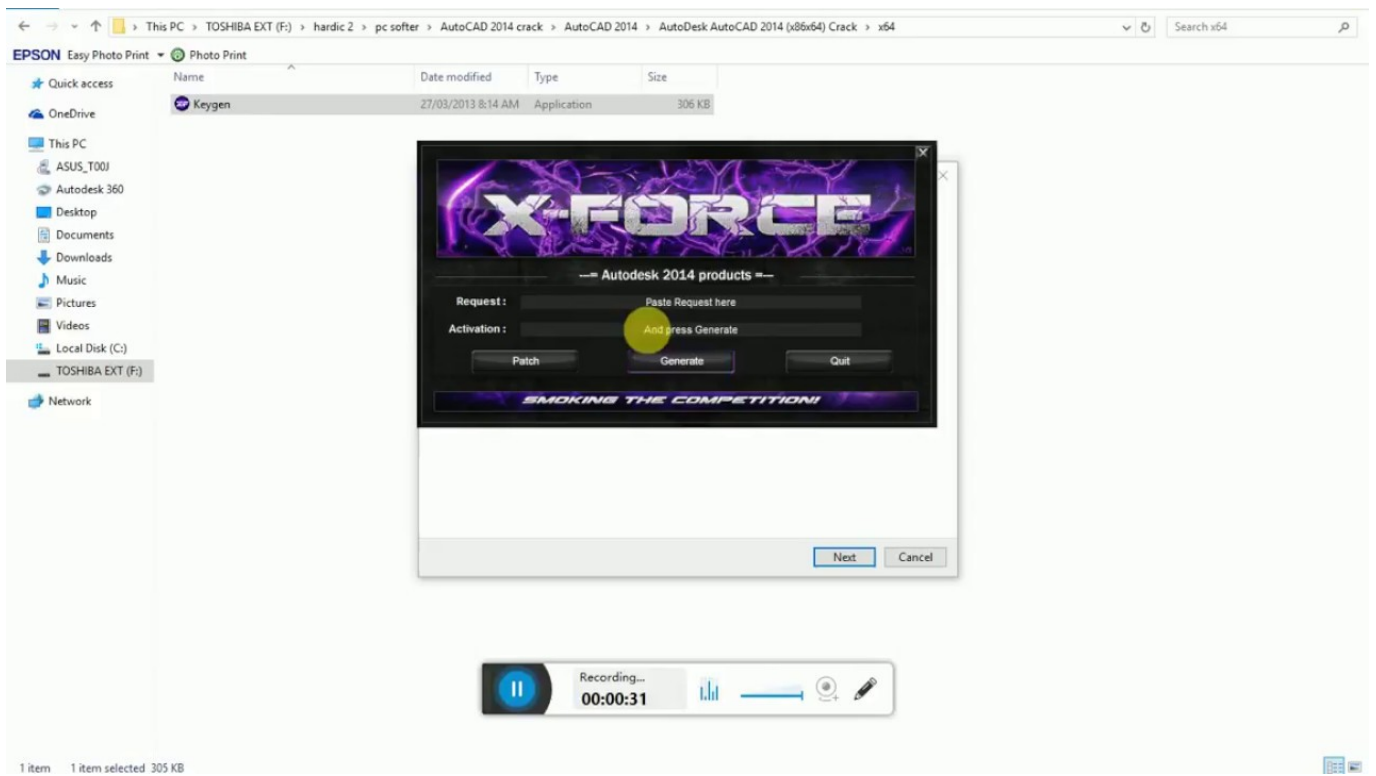 This PC > TOSHIBA EXT (F:) > hardic 2 > pc softer > AutoCAD 2014 crack > AutoCAD 2014 > AutoDesk AutoCAD 2014 (x86x64) Crack > x64
Search x64
EPSON Easy Photo Print Photo Print
Name Date modified Type Size
Keygen 27/03/2013 8:14 AM Application 306 KB
Quick access
OneDrive
This PC
ASUS_T00J
Autodesk 360
Desktop
Documents
Downloads
Music
Pictures
Videos
Local Disk (C:)
TOSHIBA EXT (F:)
Network
X-FORCE
---= Autodesk 2014 products =---
Request : Paste Request here
Activation : And press Generate
Patch Generate Quit
SMOKING THE COMPETITION!
Next Cancel
Recording...
00:00:31
1 item 1 item selected 305 KB